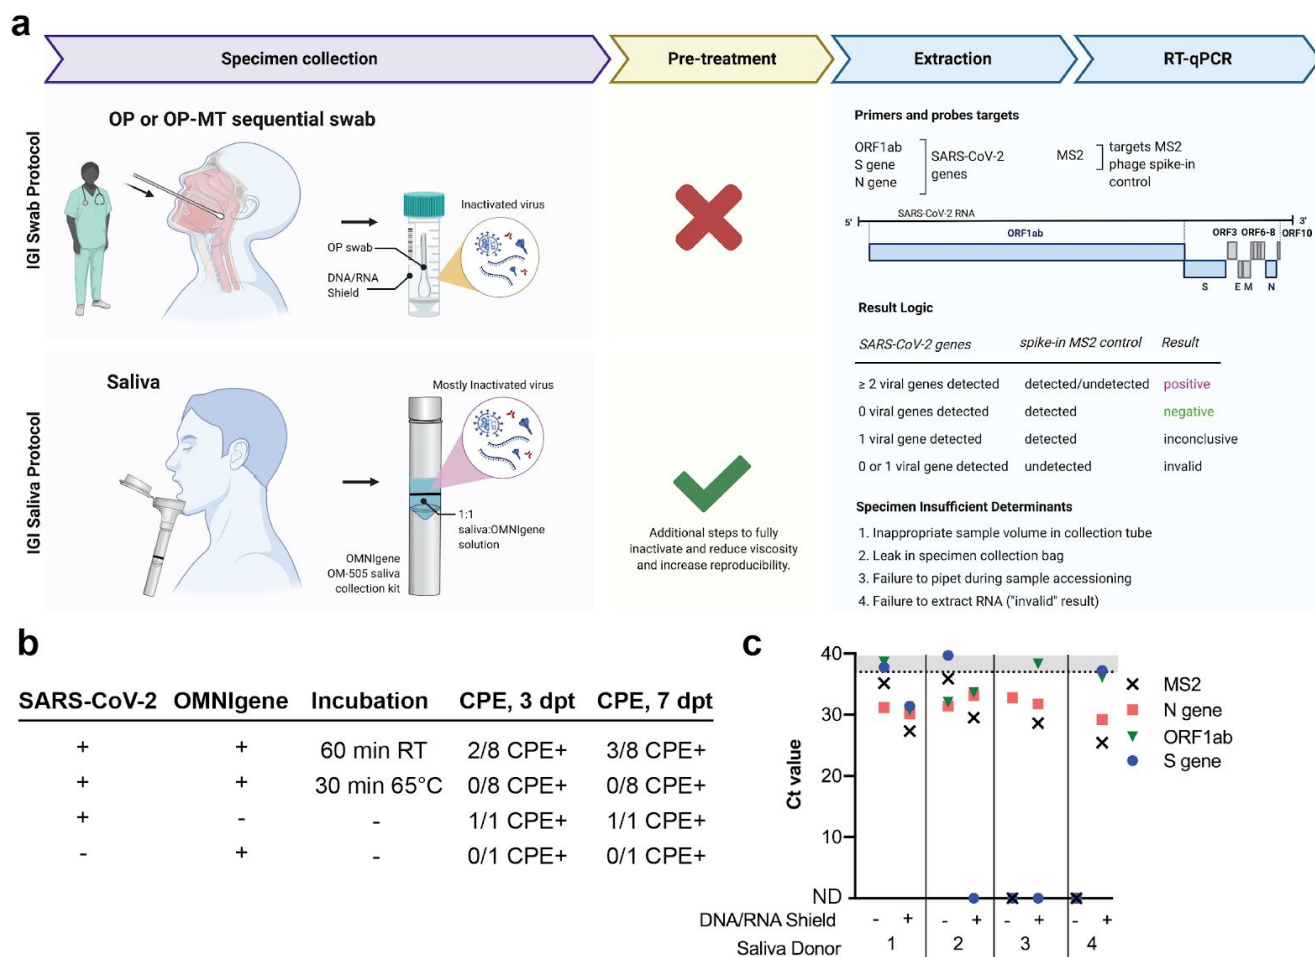 a
Specimen collection
Pre-treatment
Extraction
RT-qPCR
IGI Swab Protocol
OP or OP-MT sequential swab
Inactivated virus
OP swab
DNA/RNA
Shield
IGI Saliva Protocol
Saliva
Mostly Inactivated virus
1:1
saliva:OMNIgene
solution
OMNIgene
OM-505 saliva
collection kit
Additional steps to fully
inactivate and reduce viscosity
and increase reproducibility.
Primers and probes targets
ORF1ab
S gene
N gene
SARS-CoV-2
genes
MS2
targets MS2
phage spike-in
control
5'
SARS-CoV-2 RNA
3'
ORF1ab
ORF3
ORF6-8
ORF10
S
E
M
N
Result Logic
SARS-CoV-2 genes spike-in MS2 control Result
≥ 2 viral genes detected detected/undetected positive
0 viral genes detected detected negative
1 viral gene detected detected inconclusive
0 or 1 viral gene detected undetected invalid
Specimen Insufficient Determinants
1. Inappropriate sample volume in collection tube
2. Leak in specimen collection bag
3. Failure to pipet during sample accessioning
4. Failure to extract RNA ("invalid" result)
b
SARS-CoV-2 OMNIgene Incubation CPE, 3 dpt CPE, 7 dpt
+ + 60 min RT 2/8 CPE+ 3/8 CPE+
+ + 30 min 65°C 0/8 CPE+ 0/8 CPE+
+ - - 1/1 CPE+ 1/1 CPE+
- + - 0/1 CPE+ 0/1 CPE+
c
Ct value
40
30
20
10
ND
MS2
N gene
ORF1ab
S gene
DNA/RNA Shield - + - + - + - +
Saliva Donor 1 2 3 4